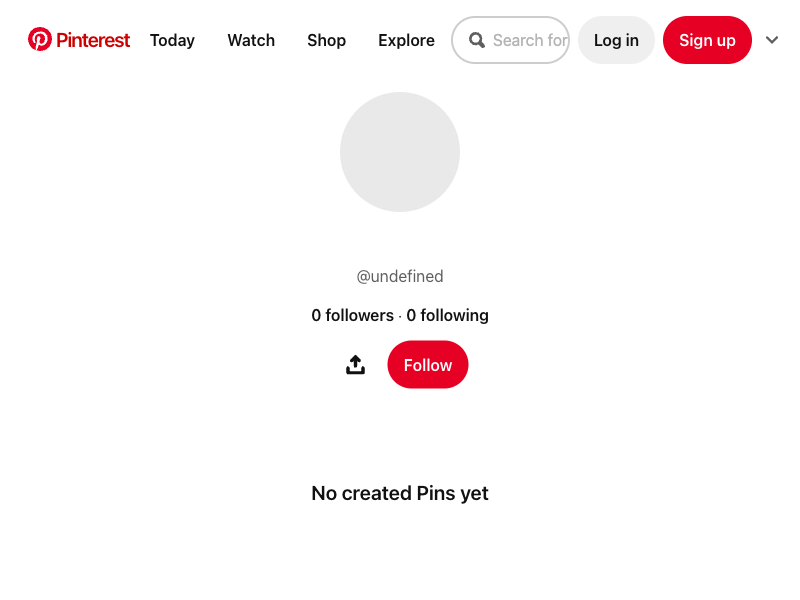 Pinterest Today Watch Shop Explore Search for Log in Sign up
@undefined
0 followers · 0 following
Follow
No created Pins yet